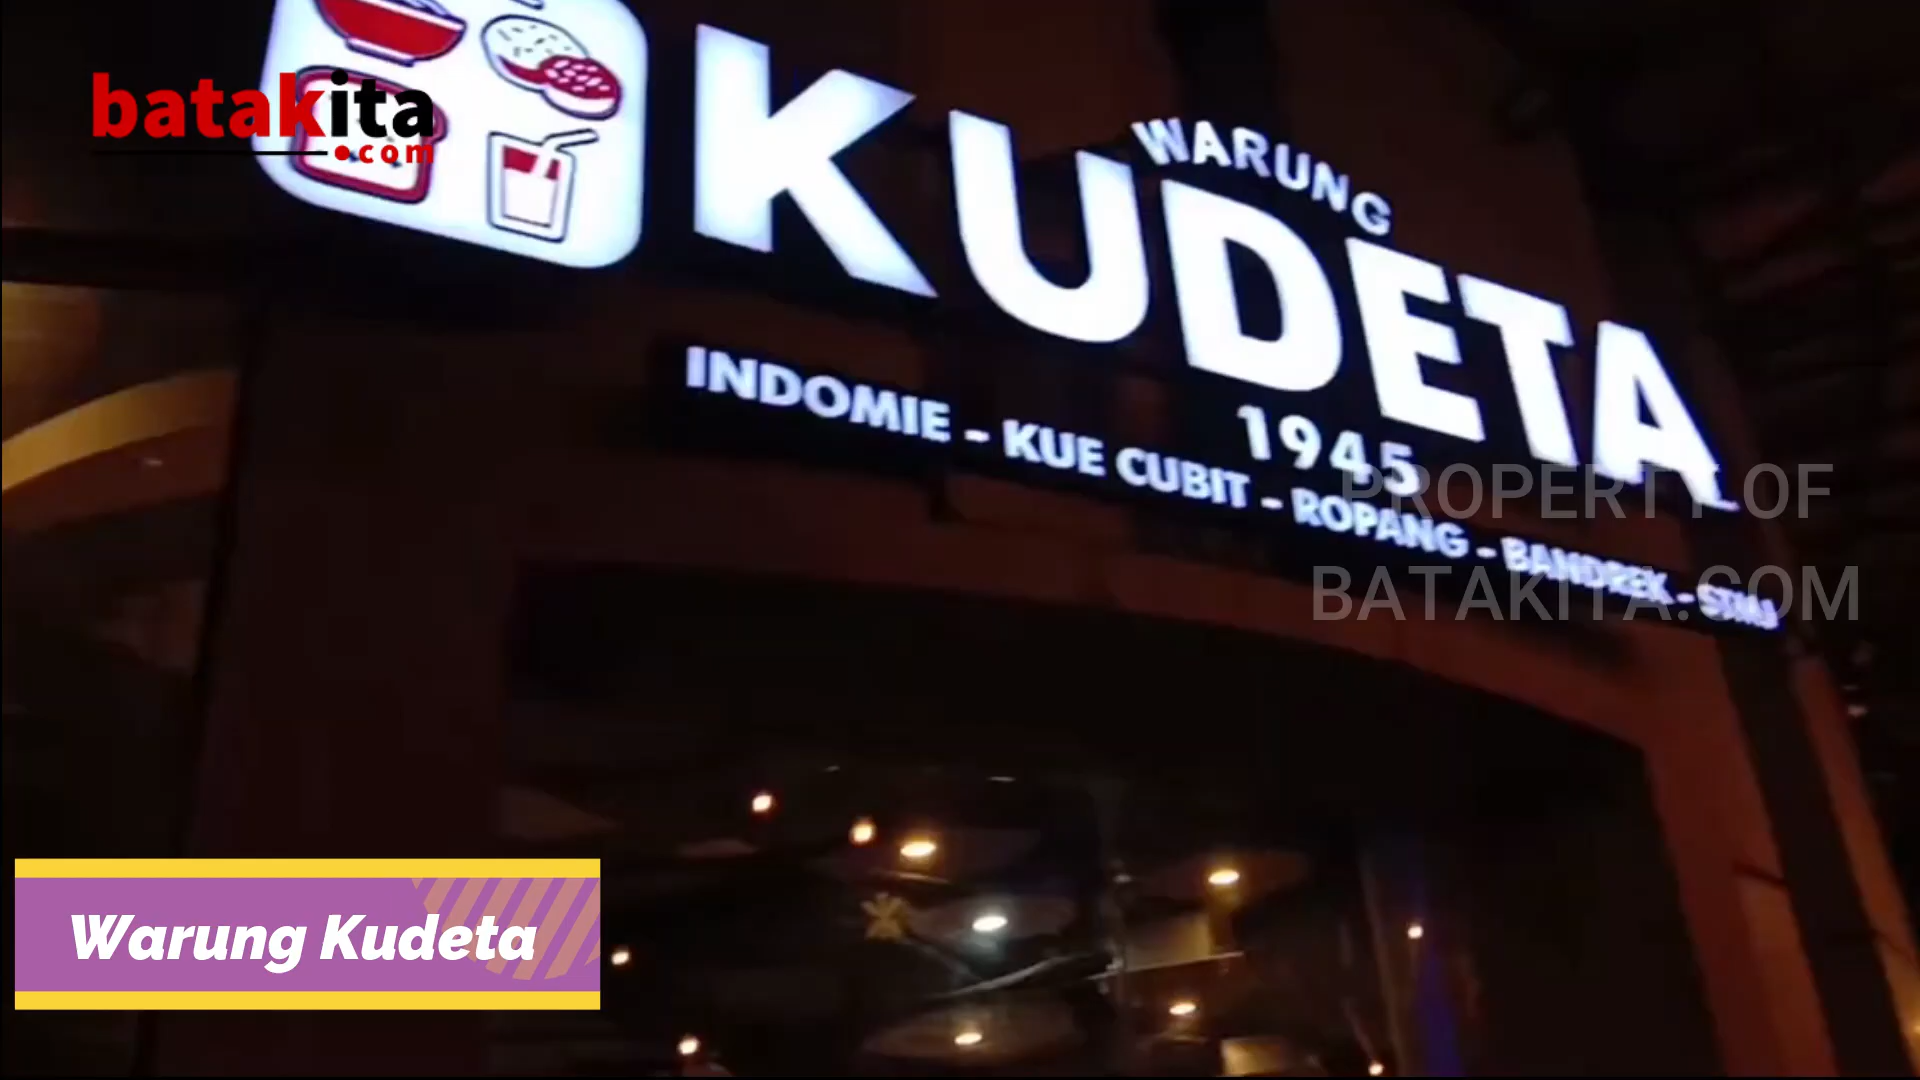 batakita
.com
WARUNG
KUDETA
1945
INDOMIE - KUE CUBIT - ROPANG - BANDREK - STMJ
PROPERTY OF
BATAKITA.COM
Warung Kudeta